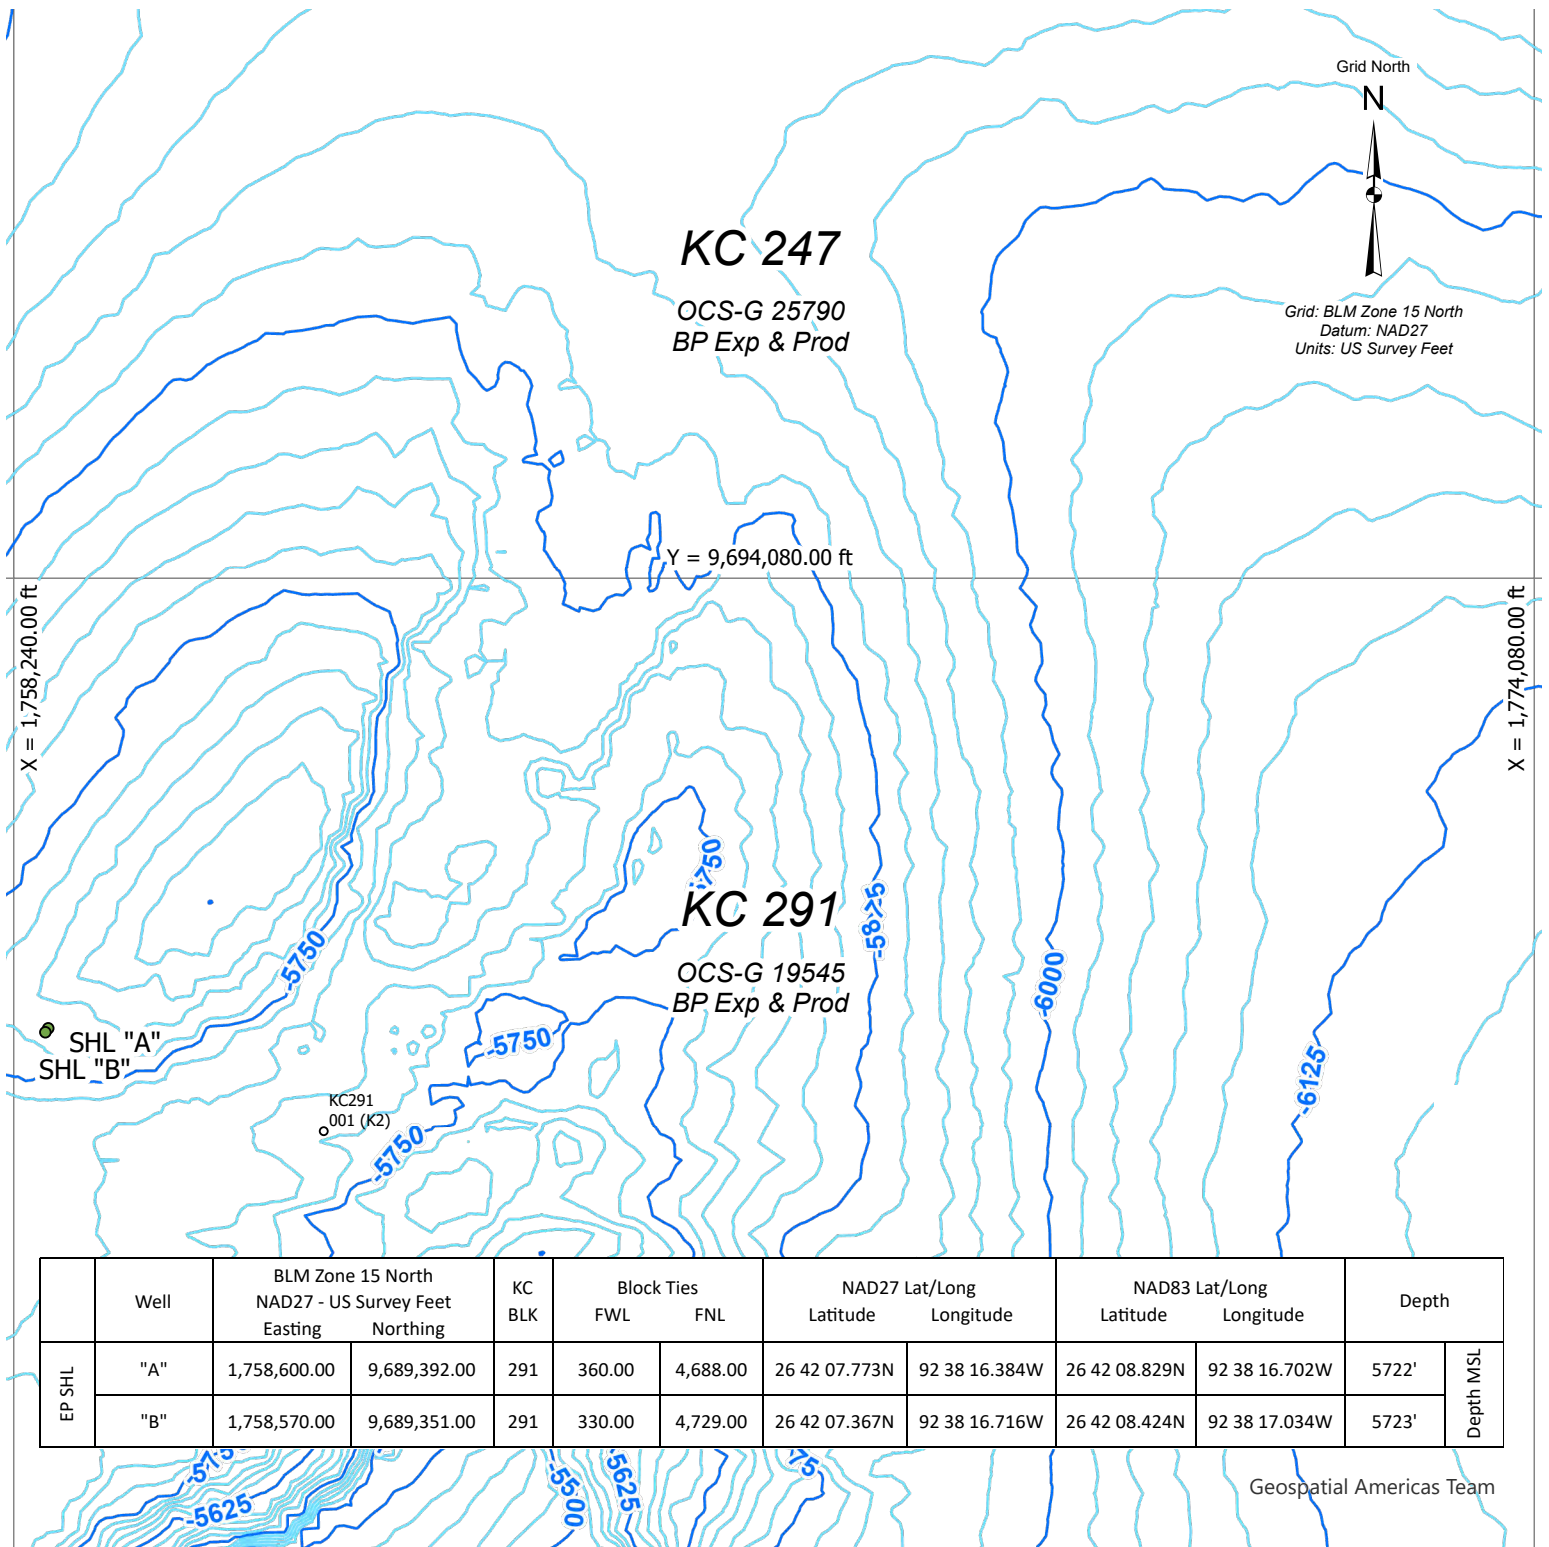 Grid North
N
KC 247
OCS-G 25790
BP Exp & Prod
Grid: BLM Zone 15 North
Datum: NAD27
Units: US Survey Feet
Y = 9,694,080.00 ft
X = 1,758,240.00 ft
X = 1,774,080.00 ft
-5750
KC 291
-5875
OCS-G 19545
BP Exp & Prod
-5750
-6000
SHL "A"
SHL "B"
-5750
-6125
KC291
001 (K2)
-5750
Well
BLM Zone 15 North
NAD27 - US Survey Feet
Easting Northing
KC
BLK
Block Ties
FWL FNL
NAD27 Lat/Long
Latitude Longitude
NAD83 Lat/Long
Latitude Longitude
Depth
EP SHL
"A" 1,758,600.00 9,689,392.00 291 360.00 4,688.00 26 42 07.773N 92 38 16.384W 26 42 08.829N 92 38 16.702W 5722'
"B" 1,758,570.00 9,689,351.00 291 330.00 4,729.00 26 42 07.367N 92 38 16.716W 26 42 08.424N 92 38 17.034W 5723'
Depth MSL
-5625
-5500
-5625
Geospatial Americas Team